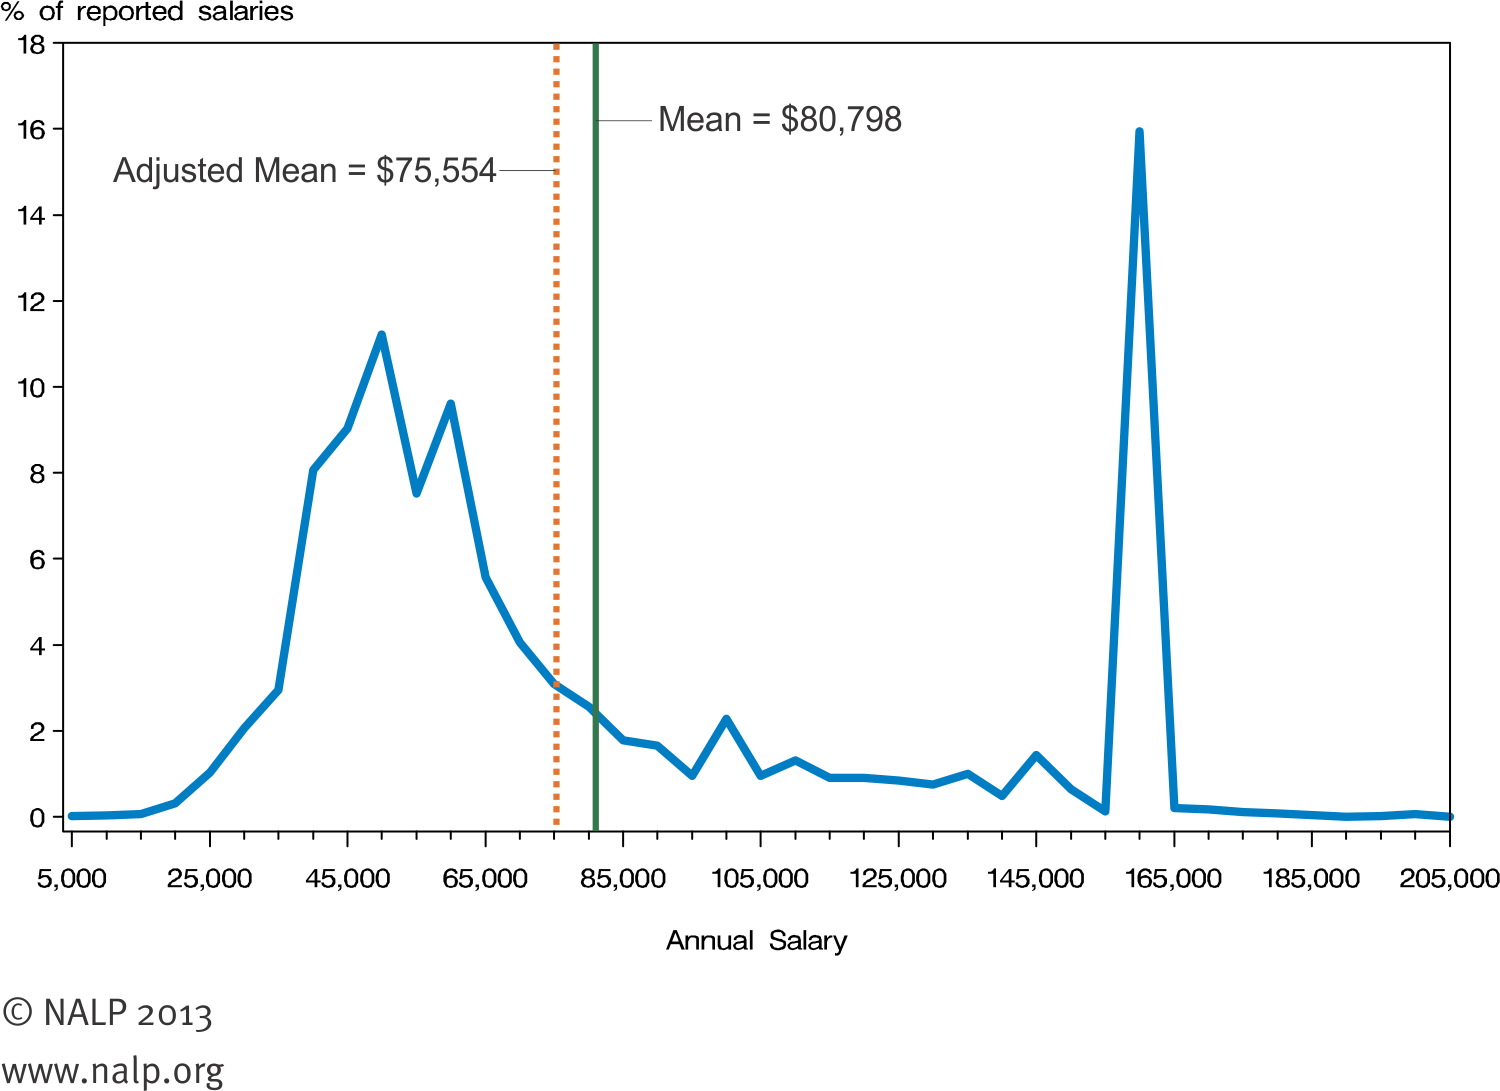 % of reported salaries
18
16
14
12
10
8
6
4
2
0
Mean = $80,798
Adjusted Mean = $75,554
5,000 25,000 45,000 65,000 85,000 105,000 125,000 145,000 165,000 185,000 205,000
Annual Salary
© NALP 2013
www.nalp.org